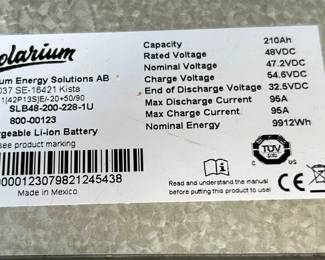 olarium
um Energy Solutions AB
037 SE-16421 Kista
[1]42P13S]E/-20+50/90
SLB48-200-228-1U
800-00123
rgeable Li-ion Battery
see product marking
Capacity 210Ah
Rated Voltage 48VDC
Nominal Voltage 47.2VDC
Charge Voltage 54.6VDC
End of Discharge Voltage 32.5VDC
Max Discharge Current 95A
Max Charge Current 95A
Nominal Energy 9912Wh
0000123079821245438
Made in Mexico
Read and understand the manual
before putting this product to use.
TÜV